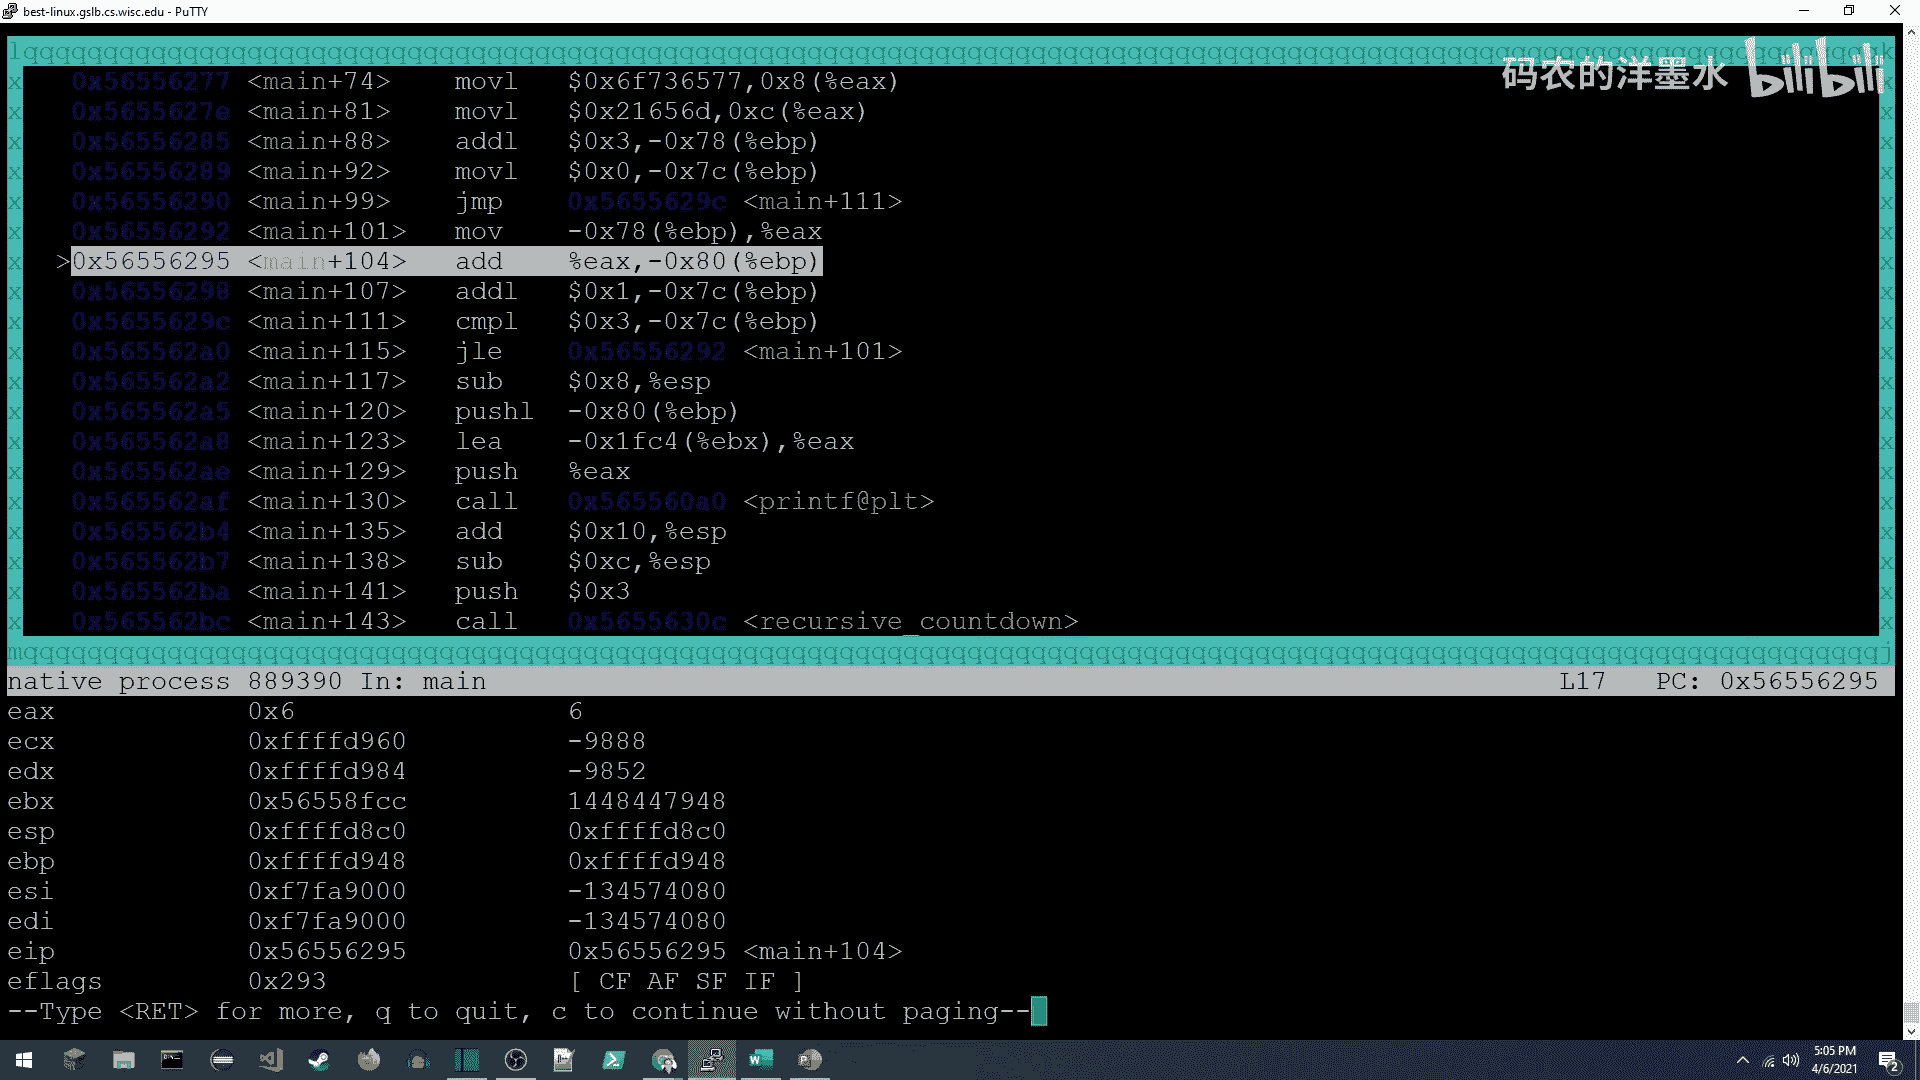 best-linux.gslb.cs.wisc.edu - PuTTY
码农的洋墨水 bilibili
0x56556277 <main+74> movl $0x6f736577,0x8(%eax)
0x5655627e <main+81> movl $0x21656d,0xc(%eax)
0x56556285 <main+88> addl $0x3,-0x78(%ebp)
0x56556289 <main+92> movl $0x0,-0x7c(%ebp)
0x56556290 <main+99> jmp 0x5655629c <main+111>
0x56556292 <main+101> mov -0x78(%ebp),%eax
>0x56556295 <main+104> add %eax,-0x80(%ebp)
0x56556298 <main+107> addl $0x1,-0x7c(%ebp)
0x5655629c <main+111> cmpl $0x3,-0x7c(%ebp)
0x565562a0 <main+115> jle 0x56556292 <main+101>
0x565562a2 <main+117> sub $0x8,%esp
0x565562a5 <main+120> pushl -0x80(%ebp)
0x565562a8 <main+123> lea -0x1fc4(%ebx),%eax
0x565562ae <main+129> push %eax
0x565562af <main+130> call 0x565560a0 <printf@plt>
0x565562b4 <main+135> add $0x10,%esp
0x565562b7 <main+138> sub $0xc,%esp
0x565562ba <main+141> push $0x3
0x565562bc <main+143> call 0x5655630c <recursive_countdown>
native process 889390 In: main L17 PC: 0x56556295
eax 0x6 6
ecx 0xffffd960 -9888
edx 0xffffd984 -9852
ebx 0x56558fcc 1448447948
esp 0xffffd8c0 0xffffd8c0
ebp 0xffffd948 0xffffd948
esi 0xf7fa9000 -134574080
edi 0xf7fa9000 -134574080
eip 0x56556295 0x56556295 <main+104>
eflags 0x293 [ CF AF SF IF ]
--Type <RET> for more, q to quit, c to continue without paging--
5:05 PM
4/6/2021
2